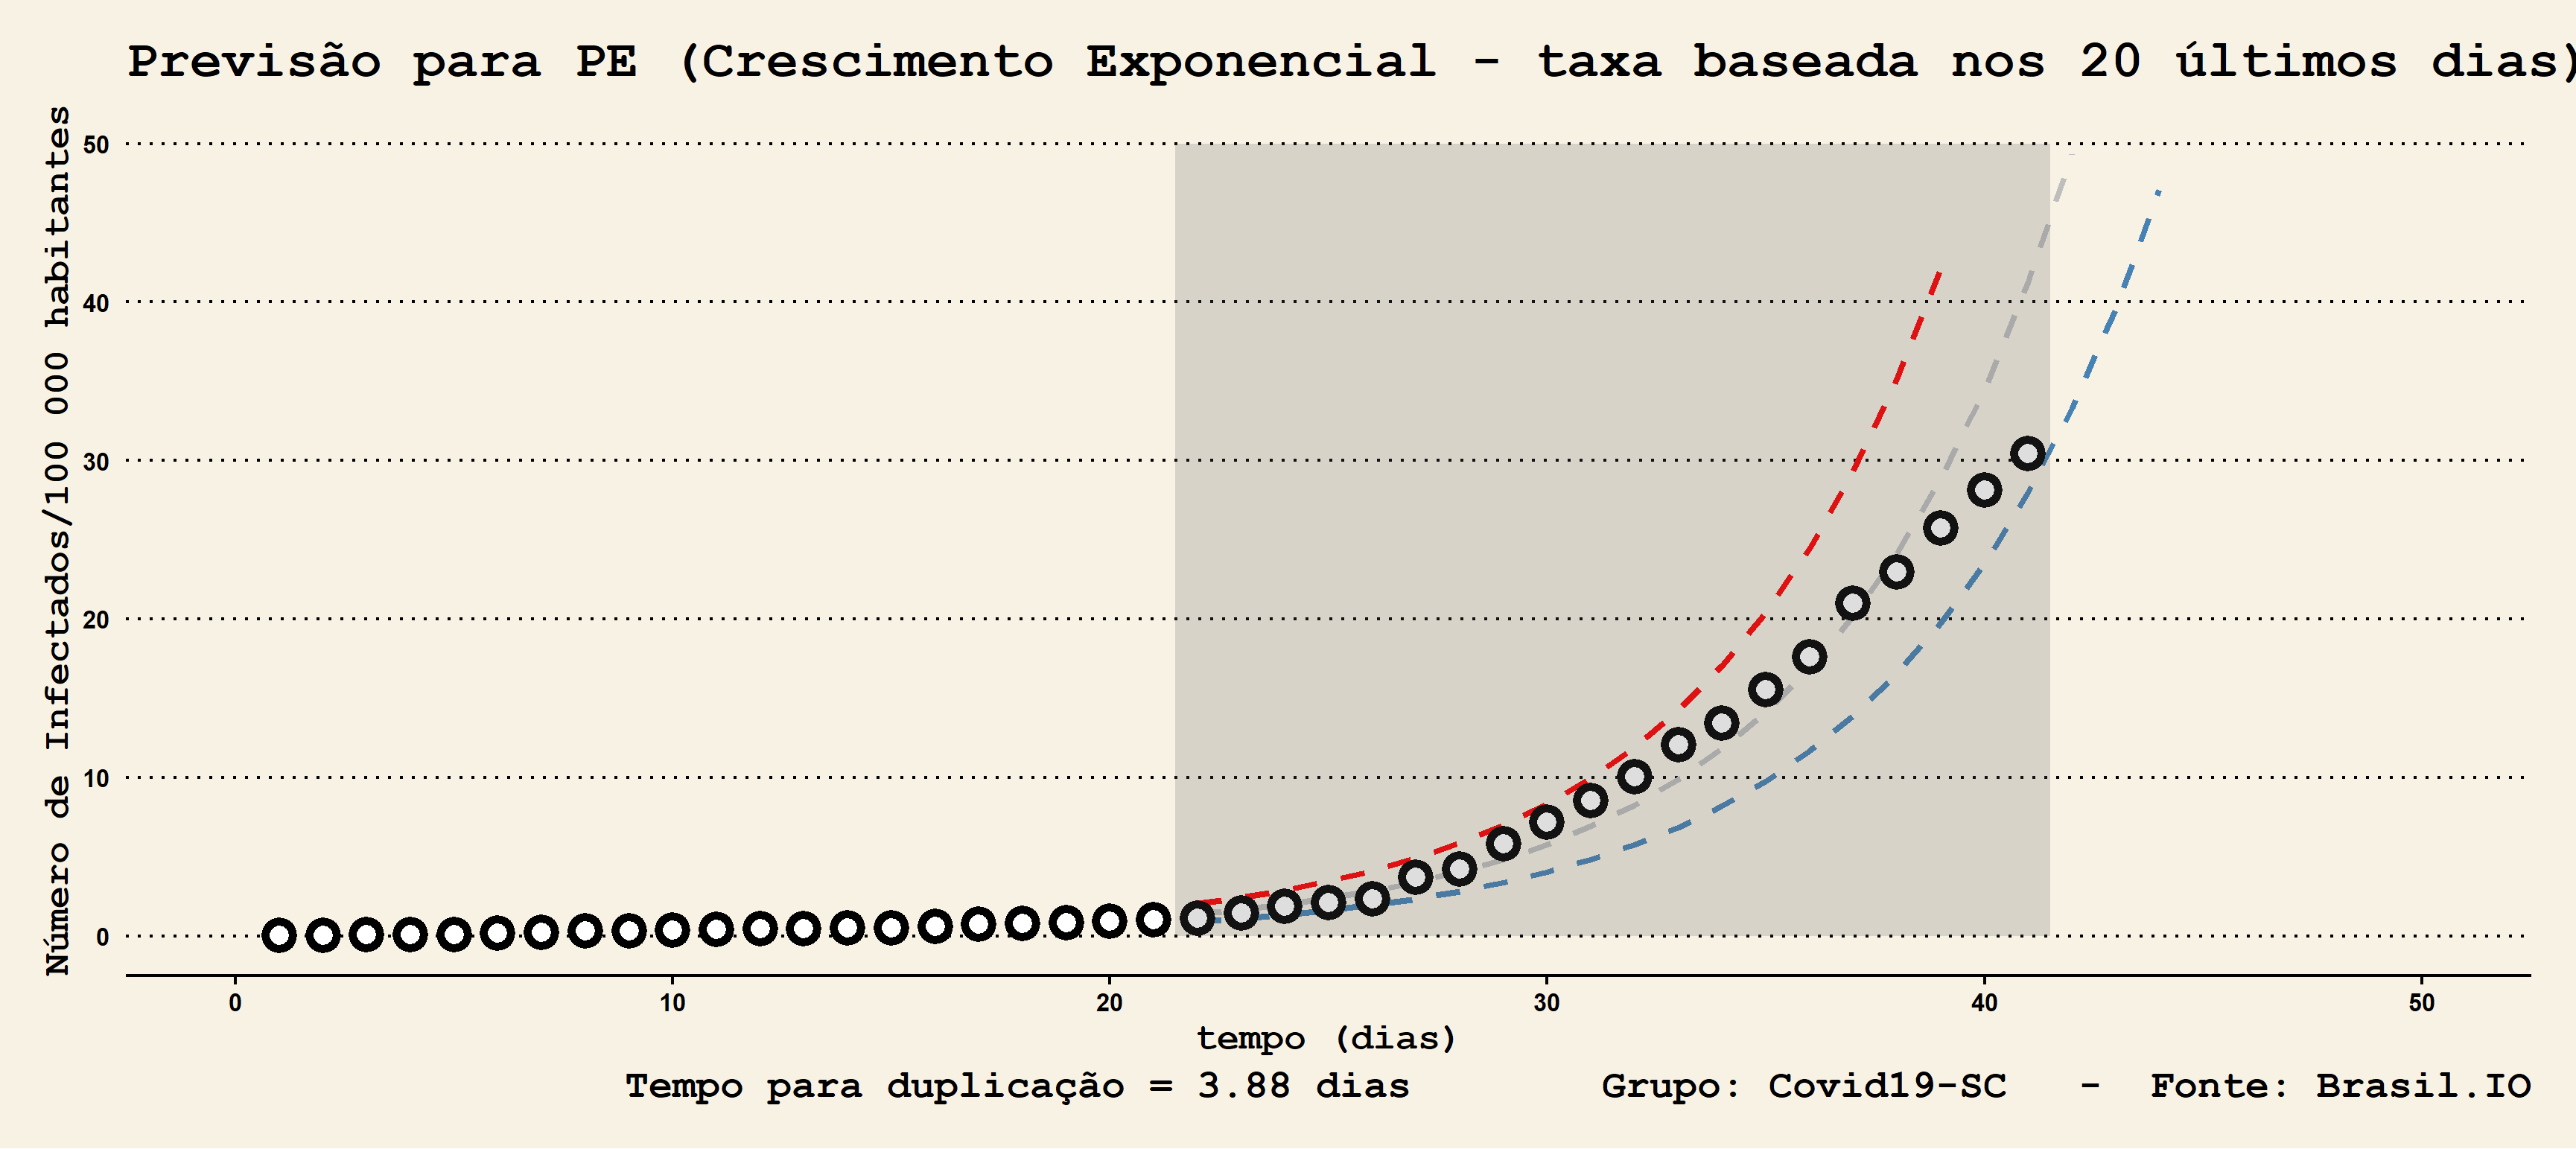 Previsão para PE (Crescimento Exponencial - taxa baseada nos 20 últimos dias)
Número de Infectados/100 000 habitantes
50
40
30
20
10
0
0 10 20 30 40 50
tempo (dias)
Tempo para duplicação = 3.88 dias Grupo: Covid19-SC - Fonte: Brasil.IO